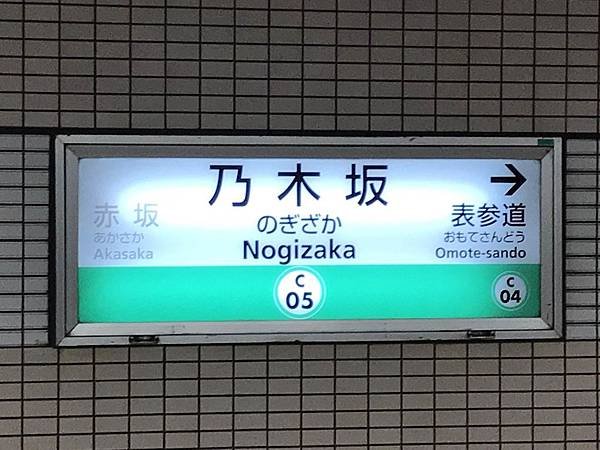 乃木坂
のぎざか
Nogizaka
C
05
赤坂
あかさか
Akasaka
→
表参道
おもてさんどう
Omote-sando
C
04